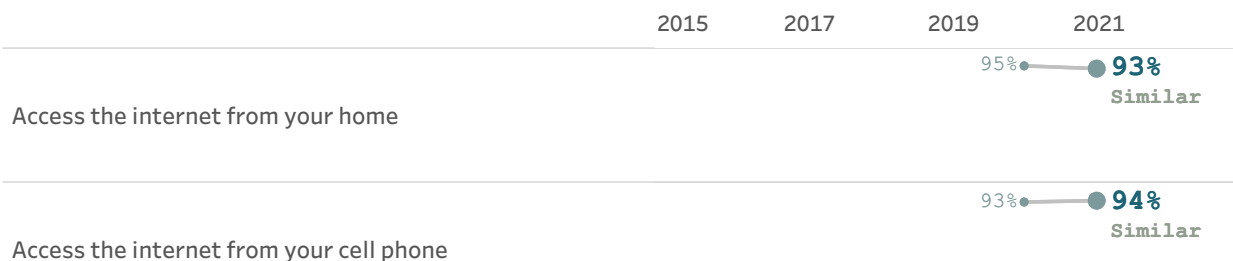 2015 2017 2019 2021
95% 93%
Similar
Access the internet from your home
93% 94%
Similar
Access the internet from your cell phone